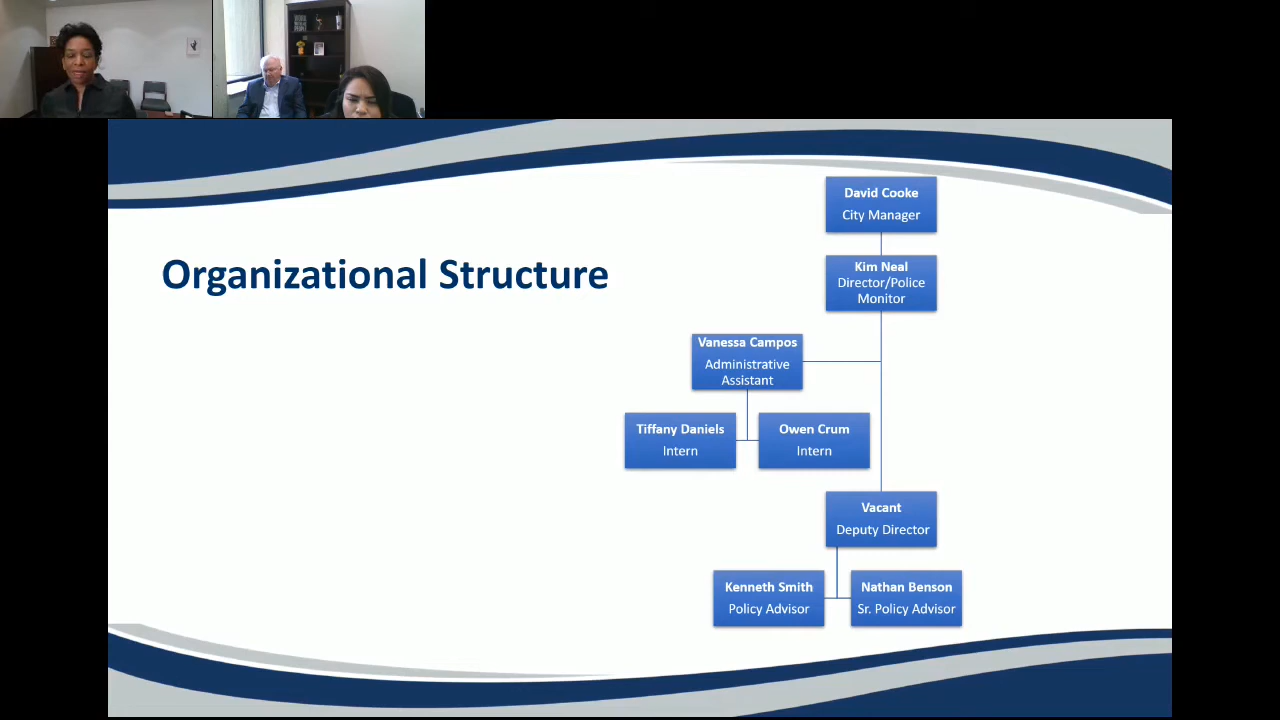 Organizational Structure
David Cooke
City Manager
Kim Neal
Director/Police
Monitor
Vanessa Campos
Administrative
Assistant
Tiffany Daniels
Intern
Owen Crum
Intern
Vacant
Deputy Director
Kenneth Smith
Policy Advisor
Nathan Benson
Sr. Policy Advisor